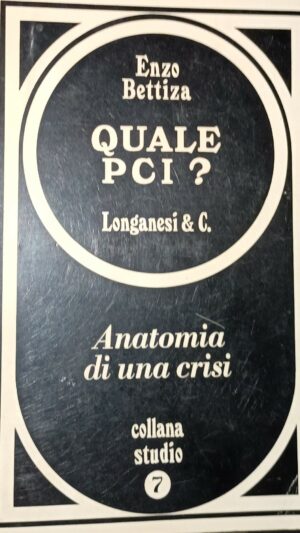 Enzo
Bettiza
QUALE
PCI ?
Longanesi & C.
Anatomia
di una crisi
collana
studio
7